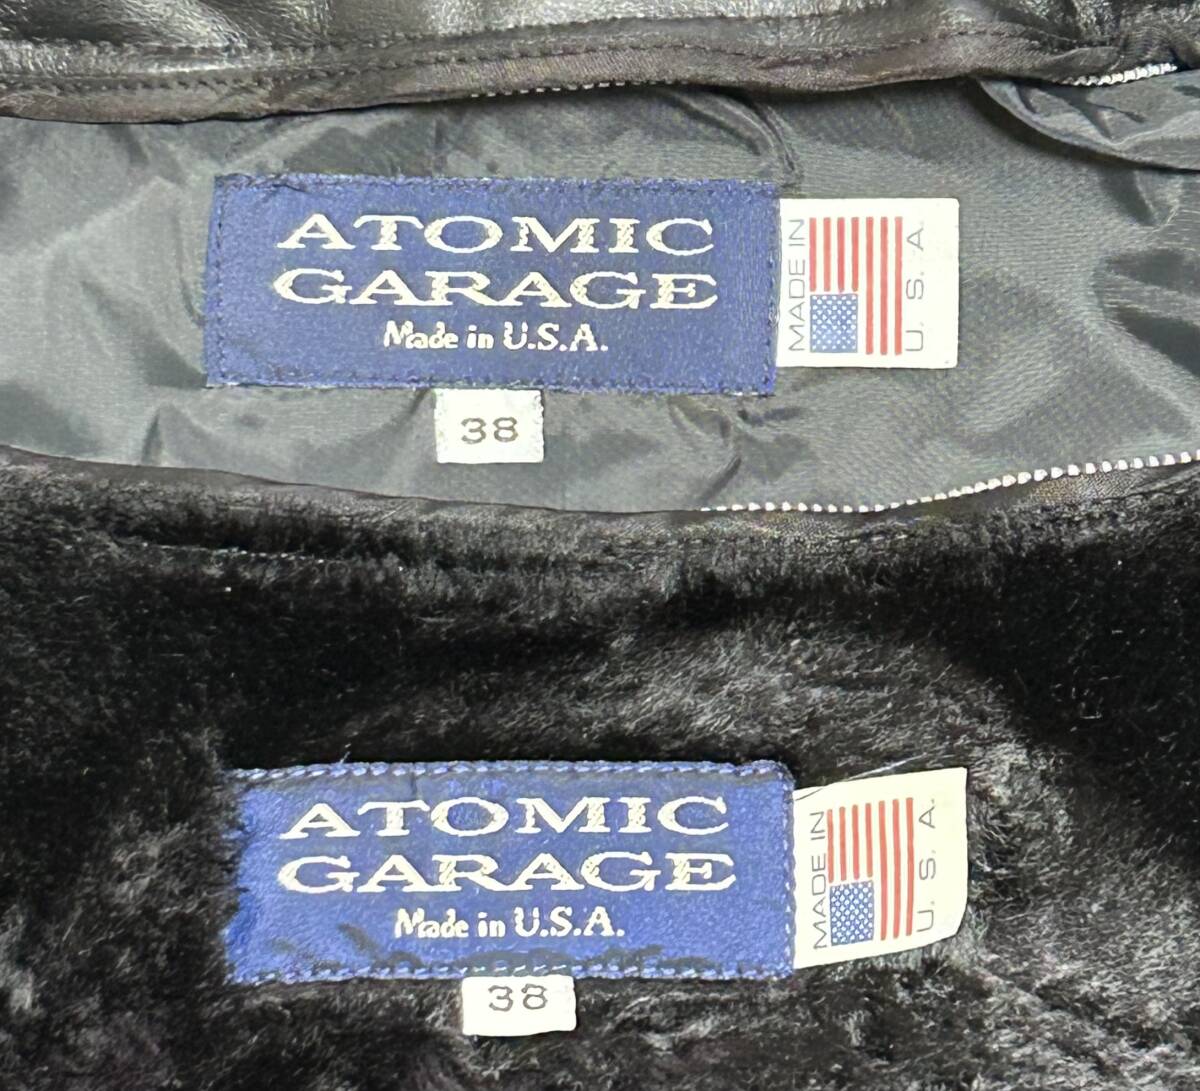 ATOMIC
GARAGE
Made in U.S.A.
MADE IN
U. S. A.
38
ATOMIC
GARAGE
Made in U.S.A.
MADE IN
U. S. A.
38